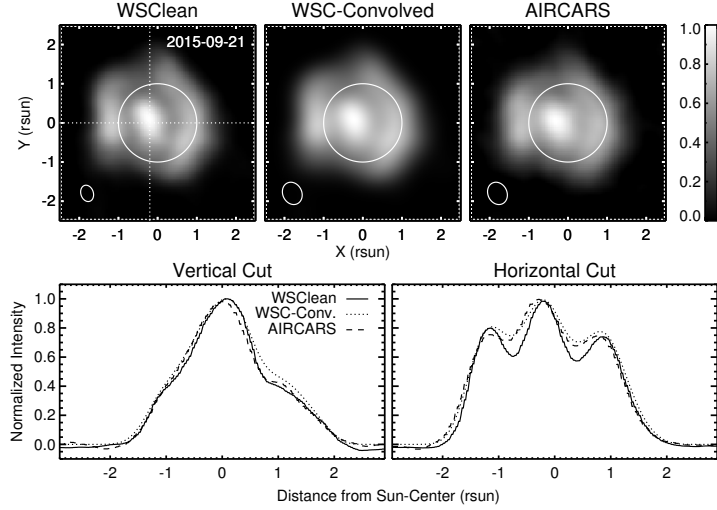 WSClean
WSC-Convolved
AIRCARS
2015-09-21
Y (rsun)
2
1
0
-1
-2
-2 -1 0 1 2
-2 -1 0 1 2
-2 -1 0 1 2
X (rsun)
1.0
0.8
0.6
0.4
0.2
0.0
Vertical Cut
Horizontal Cut
Normalized Intensity
1.0
0.8
0.6
0.4
0.2
0.0
WSClean
WSC-Conv.
AIRCARS
-2 -1 0 1 2
-2 -1 0 1 2
Distance from Sun-Center (rsun)